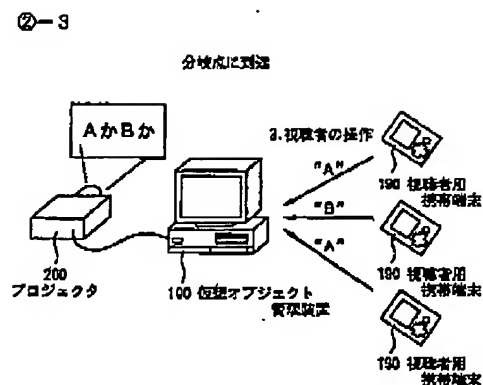 ②－3
分岐点に到達
AかBか
3.視聴者の操作
"A"
"B"
"A"
190 視聴者用
携帯端末
190 視聴者用
携帯端末
190 視聴者用
携帯端末
200
プロジェクタ
100 仮想オブジェクト
管理装置